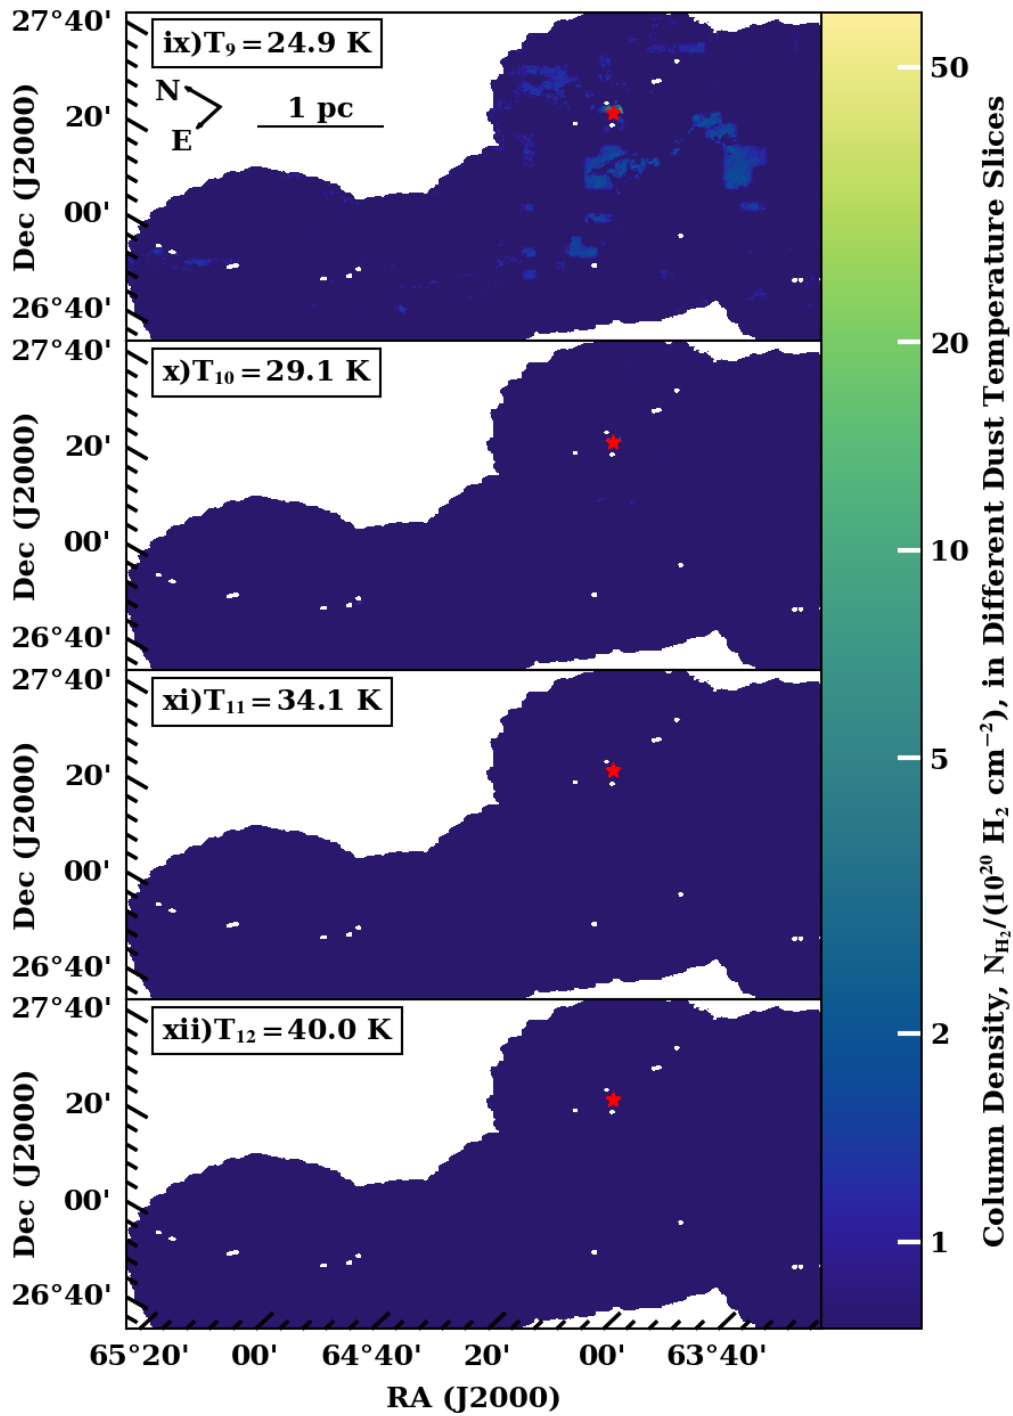 27°40'
ix)T₉=24.9 K
N
E
1 pc
20'
00'
26°40'
Dec (J2000)
27°40'
x)T₁₀=29.1 K
20'
00'
26°40'
Dec (J2000)
27°40'
xi)T₁₁=34.1 K
20'
00'
26°40'
Dec (J2000)
27°40'
xii)T₁₂=40.0 K
20'
00'
26°40'
Dec (J2000)
65°20'
00'
64°40'
20'
00'
63°40'
RA (J2000)
50
20
10
5
2
1
Column Density, N_H₂/(10²⁰ H₂ cm⁻²), in Different Dust Temperature Slices